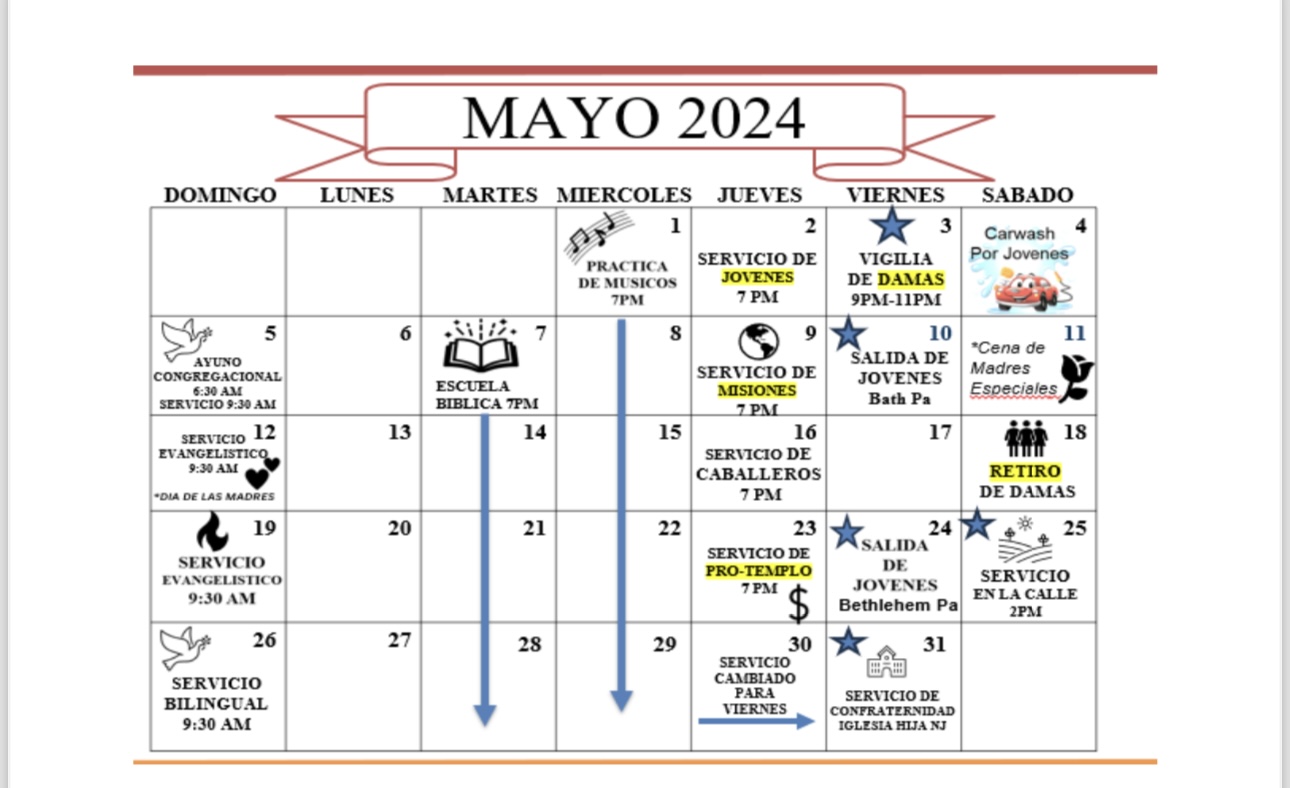 MAYO 2024
DOMINGO LUNES MARTES MIERCOLES JUEVES VIERNES SABADO
1
PRACTICA
DE MUSICOS
7PM
2
SERVICIO DE
JOVENES
7 PM
3
VIGILIA
DE DAMAS
9PM-11PM
4
Carwash
Por Jovenes
5
AYUNO
CONGREGACIONAL
6:30 AM
SERVICIO 9:30 AM
6
7
ESCUELA
BIBLICA 7PM
8
9
SERVICIO DE
MISIONES
7 PM
10
SALIDA DE
JOVENES
Bath Pa
11
*Cena de
Madres
Especiales
12
SERVICIO
EVANGELISTICO
9:30 AM
*DIA DE LAS MADRES
13
14
15
16
SERVICIO DE
CABALLEROS
7 PM
17
18
RETIRO
DE DAMAS
19
SERVICIO
EVANGELISTICO
9:30 AM
20
21
22
23
SERVICIO DE
PRO-TEMPLO
7 PM
$
24
SALIDA
DE
JOVENES
Bethlehem Pa
25
SERVICIO
EN LA CALLE
2PM
26
SERVICIO
BILINGUAL
9:30 AM
27
28
29
30
SERVICIO
CAMBIADO
PARA
VIERNES
31
SERVICIO DE
CONFRATERNIDAD
IGLESIA HIJA NJ